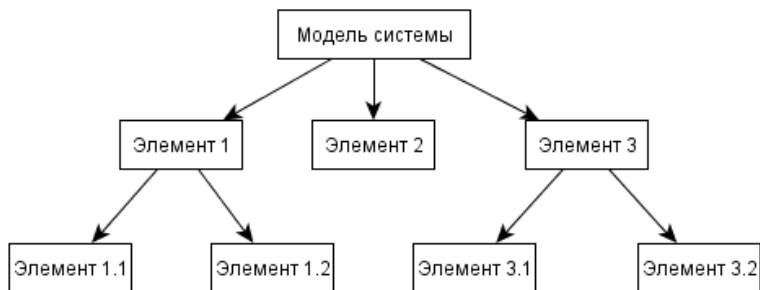 Модель системы
Элемент 1
Элемент 2
Элемент 3
Элемент 1.1
Элемент 1.2
Элемент 3.1
Элемент 3.2